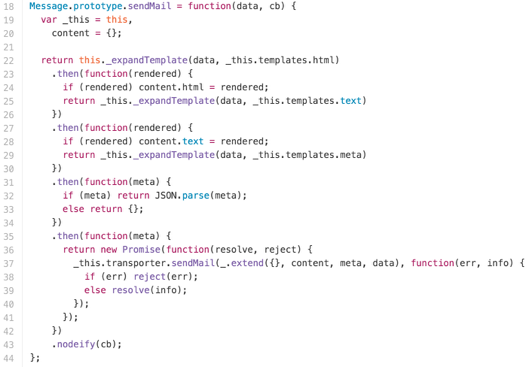 18 Message.prototype.sendMail = function(data, cb) {
19   var _this = this,
20     content = {};
21
22   return this._expandTemplate(data, _this.templates.html)
23     .then(function(rendered) {
24       if (rendered) content.html = rendered;
25       return _this._expandTemplate(data, _this.templates.text)
26     })
27     .then(function(rendered) {
28       if (rendered) content.text = rendered;
29       return _this._expandTemplate(data, _this.templates.meta)
30     })
31     .then(function(meta) {
32       if (meta) return JSON.parse(meta);
33       else return {};
34     })
35     .then(function(meta) {
36       return new Promise(function(resolve, reject) {
37         _this.transporter.sendMail(_.extend({}, content, meta, data), function(err, info) {
38           if (err) reject(err);
39           else resolve(info);
40         });
41       });
42     })
43     .nodeify(cb);
44 };